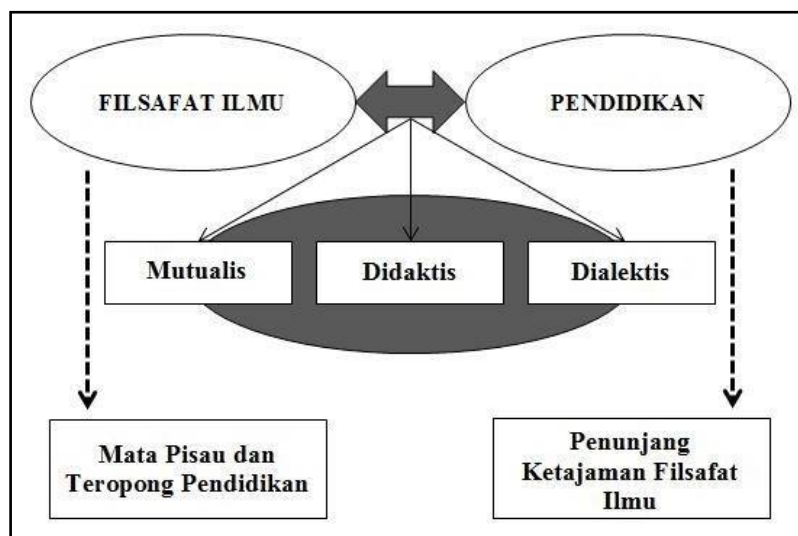 FILSAFAT ILMU
PENDIDIKAN
Mutualis
Didaktis
Dialektis
Mata Pisau dan
Teropong Pendidikan
Penunjang
Ketajaman Filsafat
Ilmu